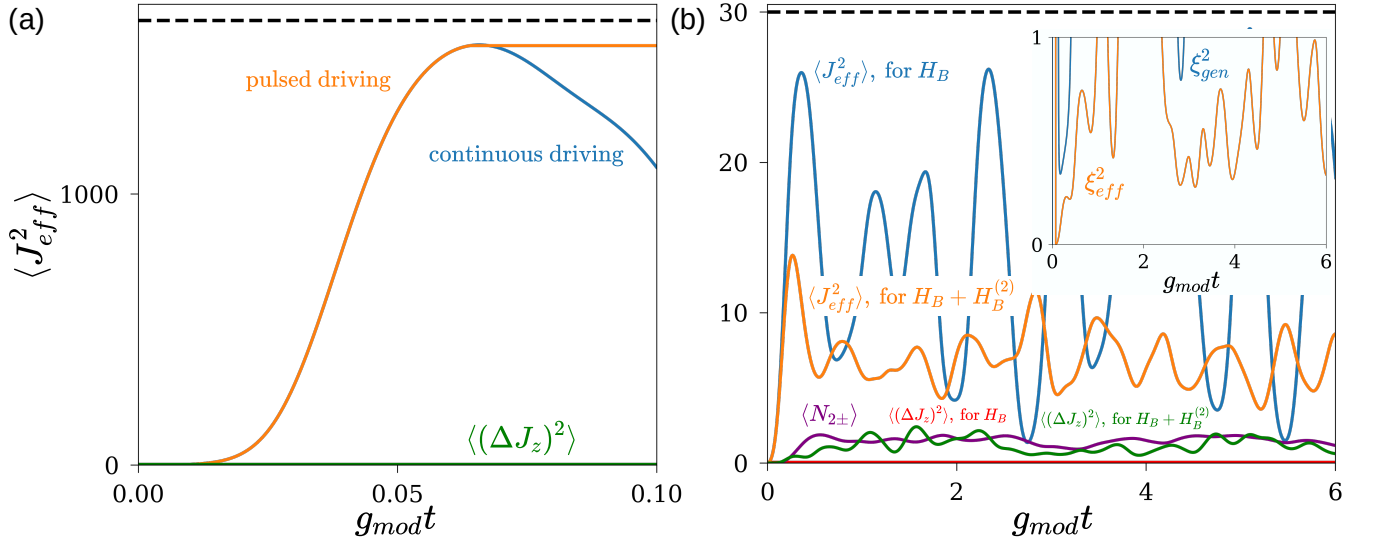 (a)
pulsed driving
continuous driving
⟨(ΔJ_z)²⟩
⟨J²_eff⟩
1000
0
0.00
0.05
0.10
g_mod t
(b)
30
20
10
0
⟨J²_eff⟩, for H_B
⟨J²_eff⟩, for H_B + H_B^(2)
⟨N_2±⟩
⟨(ΔJ_z)²⟩, for H_B
⟨(ΔJ_z)²⟩, for H_B + H_B^(2)
0
2
4
6
g_mod t
1
0
ξ²_gen
ξ²_eff
0
2
4
6
g_mod t